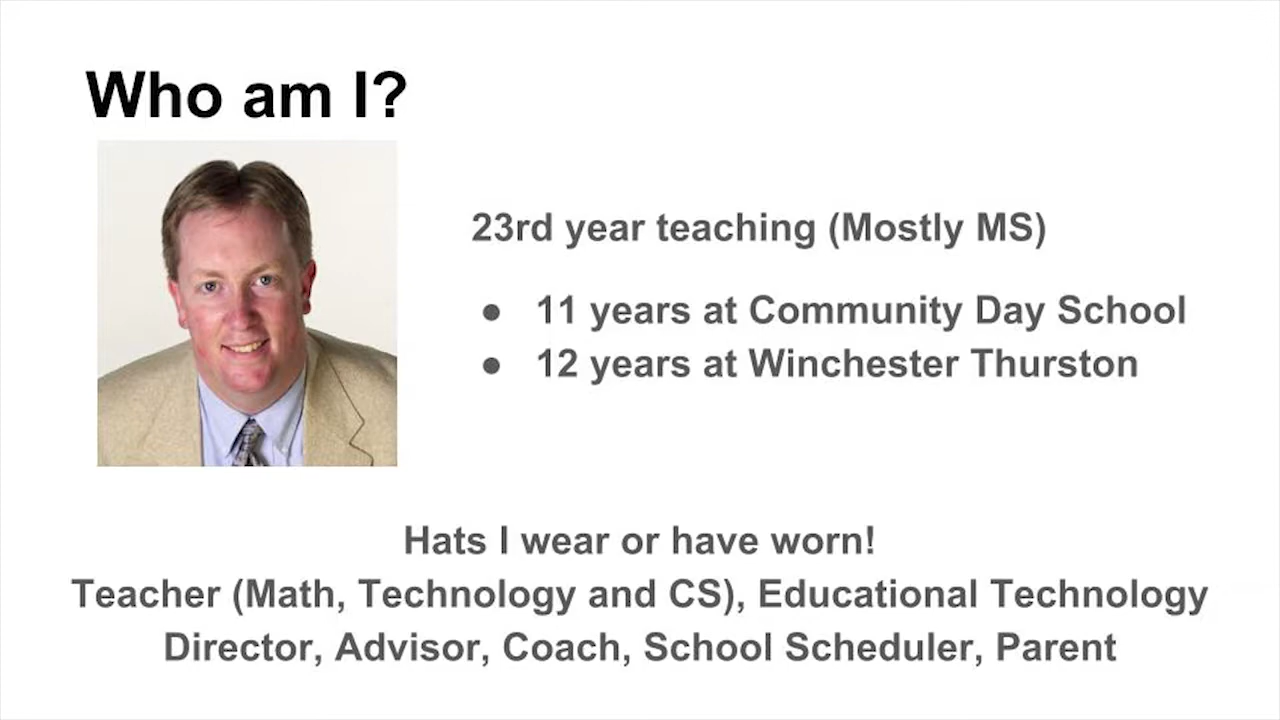 Who am I?
23rd year teaching (Mostly MS)
● 11 years at Community Day School
● 12 years at Winchester Thurston
Hats I wear or have worn!
Teacher (Math, Technology and CS), Educational Technology
Director, Advisor, Coach, School Scheduler, Parent